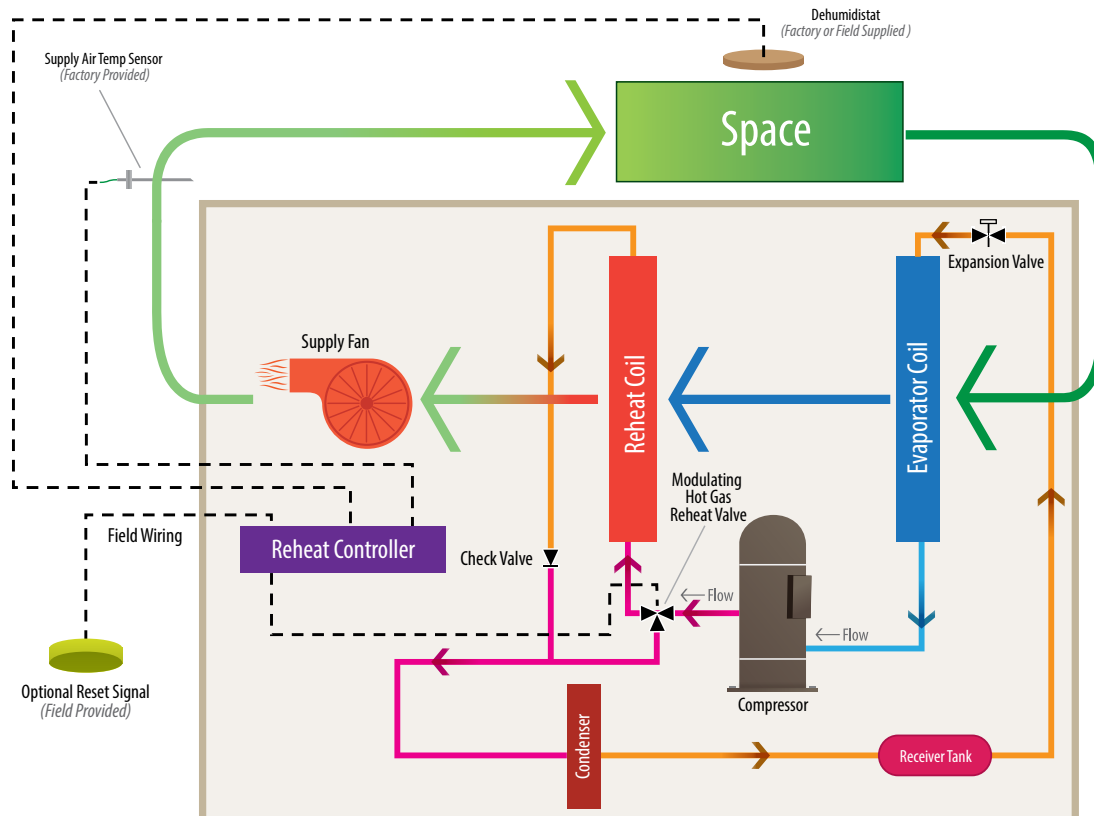 Dehumidistat
(Factory or Field Supplied )
Supply Air Temp Sensor
(Factory Provided)
Space
Expansion Valve
Supply Fan
Reheat Coil
Evaporator Coil
Modulating
Hot Gas
Reheat Valve
Field Wiring
Reheat Controller
Check Valve
Flow
Flow
Optional Reset Signal
(Field Provided)
Compressor
Condenser
Receiver Tank